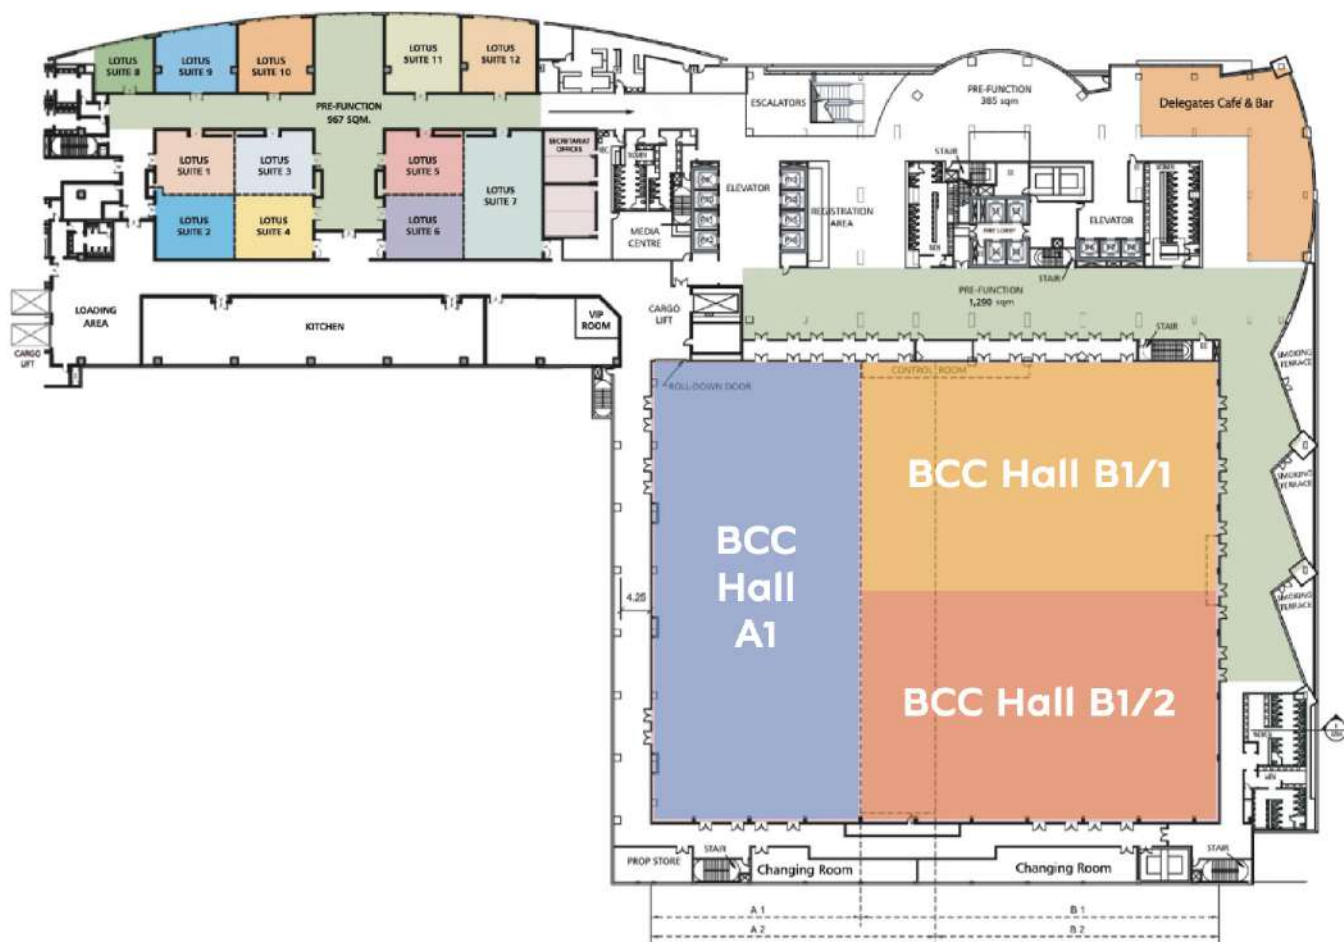 LOTUS
SUITE 8
LOTUS
SUITE 9
LOTUS
SUITE 10
LOTUS
SUITE 11
LOTUS
SUITE 12
PRE-FUNCTION
967 SQM.
ESCALATORS
PRE-FUNCTION
385 sqm
Delegates Café & Bar
LOTUS
SUITE 1
LOTUS
SUITE 3
LOTUS
SUITE 5
LOTUS
SUITE 7
SECRETARIAT
OFFICES
LOTUS
SUITE 2
LOTUS
SUITE 4
LOTUS
SUITE 6
MEDIA
CENTRE
ELEVATOR
REGISTRATION
AREA
STAIR
FIRE LOBBY
ELEVATOR
STAIR
LOADING
AREA
KITCHEN
VIP
ROOM
CARGO
LIFT
CARGO
LIFT
PRE-FUNCTION
1,290 sqm
STAIR
SMOKING
TERRACE
ROLL-DOWN DOOR
CONTROL ROOM
BCC Hall B1/1
SMOKING
TERRACE
BCC
Hall
A1
4.25
SMOKING
TERRACE
BCC Hall B1/2
PROP STORE
STAIR
Changing Room
Changing Room
STAIR
A 1
B 1
A 2
B 2